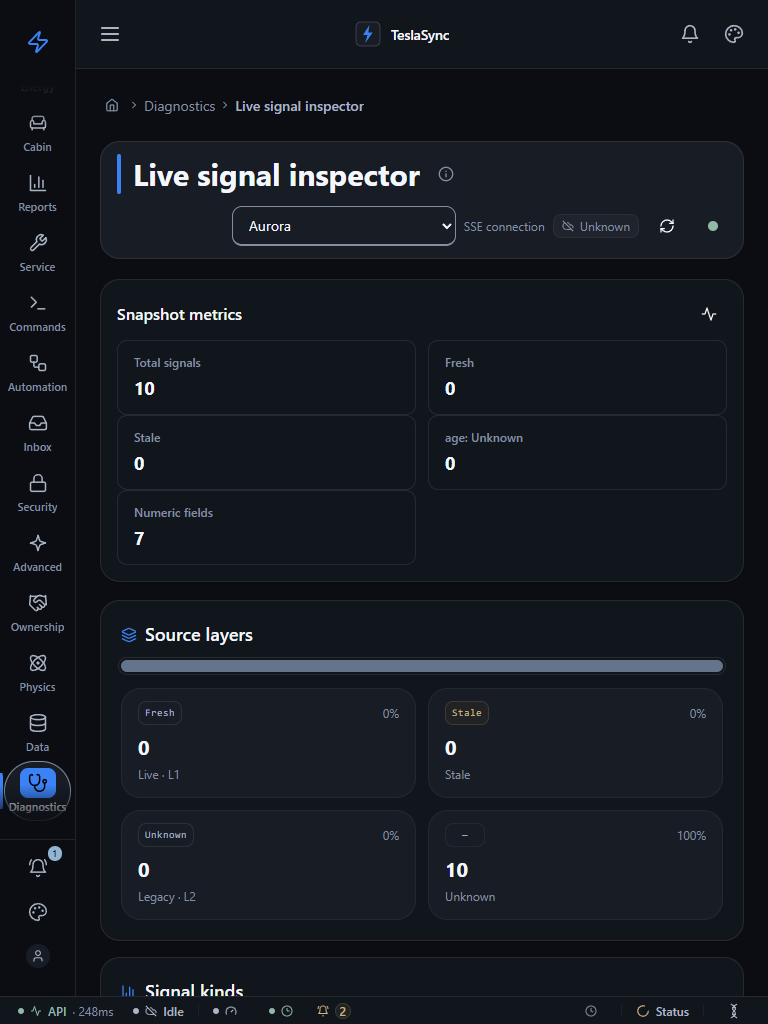 TeslaSync
Energy
Cabin
Reports
Service
Commands
Automation
Inbox
Security
Advanced
Ownership
Physics
Data
Diagnostics
1
Diagnostics
Live signal inspector
Live signal inspector
Aurora
SSE connection
Unknown
Snapshot metrics
Total signals
10
Fresh
0
Stale
0
age: Unknown
0
Numeric fields
7
Source layers
Fresh
0%
0
Live · L1
Stale
0%
0
Stale
Unknown
0%
0
Legacy · L2
—
100%
10
Unknown
Signal kinds
API · 248ms
Idle
2
Status